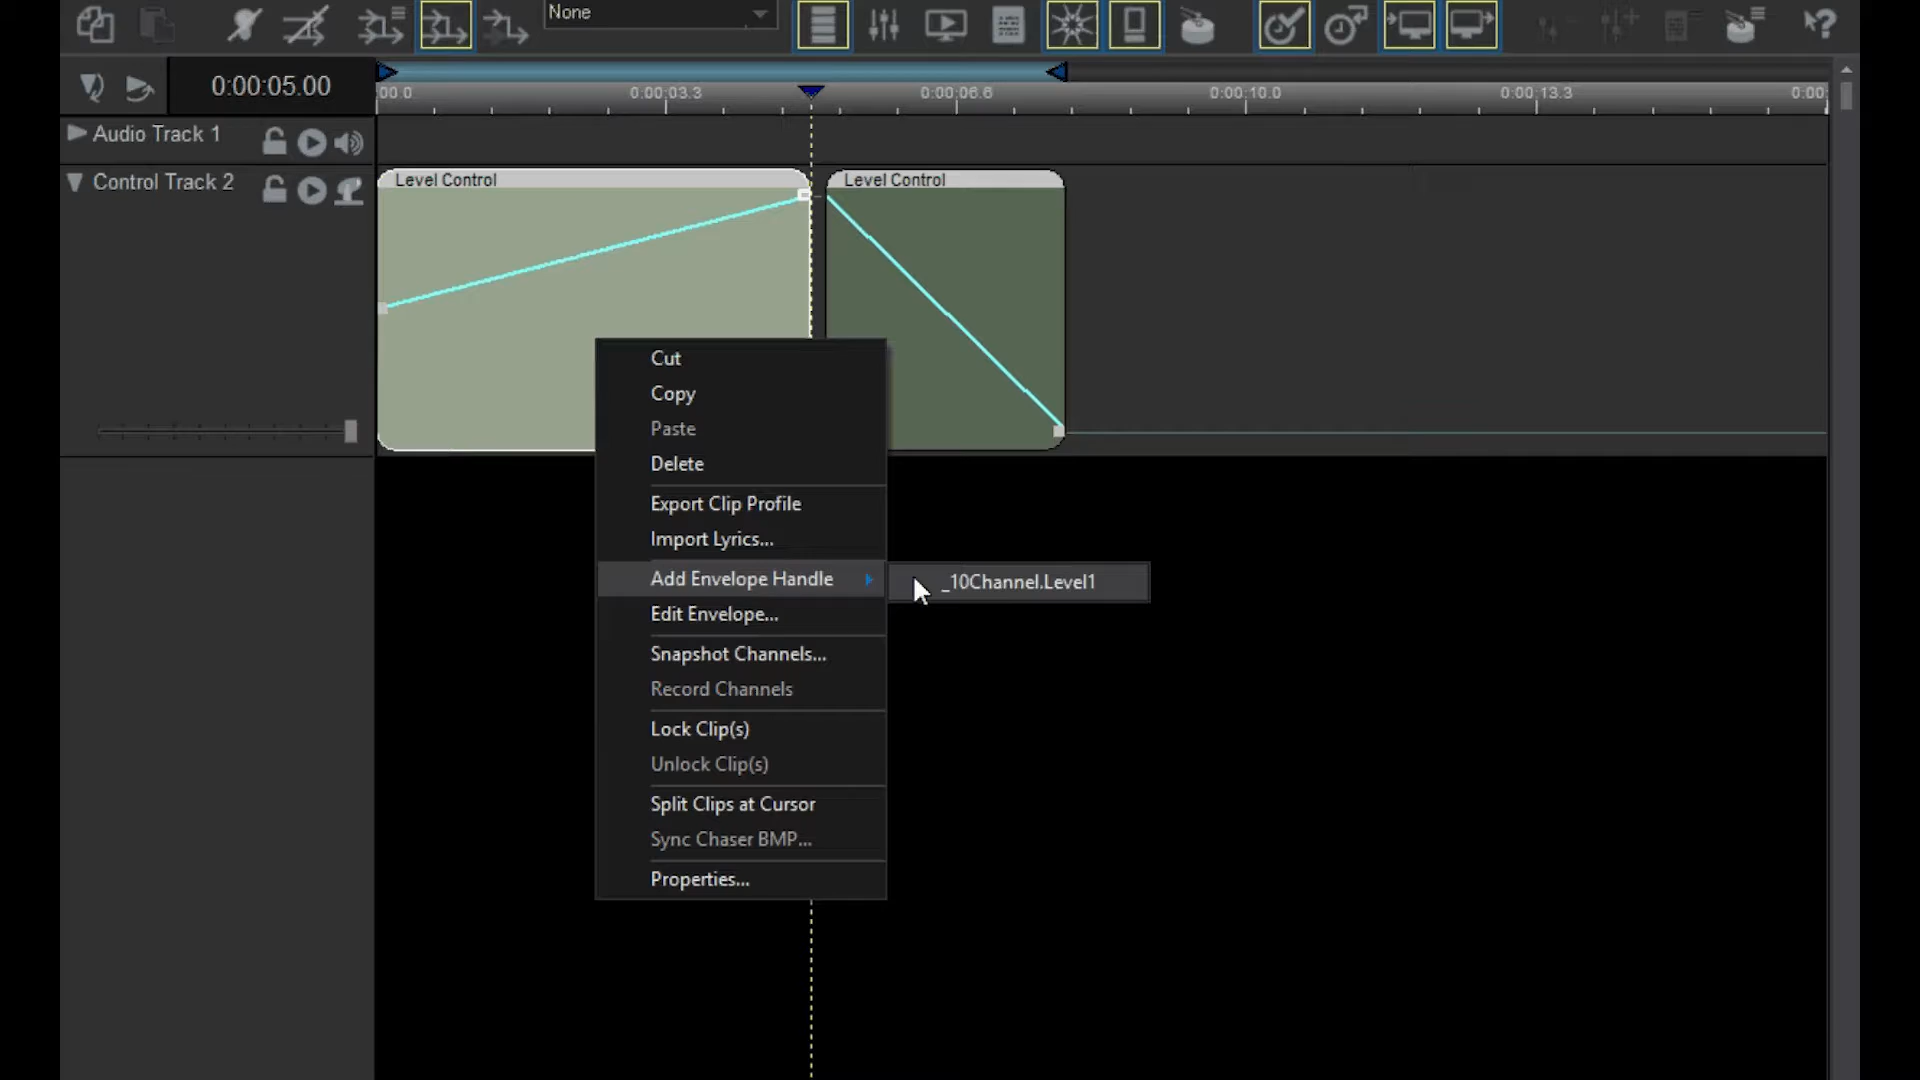 None
0:00:05.00
:00.0
0:00:03.3
0:00:06.6
0:00:10.0
0:00:13.3
0:00:
Audio Track 1
Control Track 2
Level Control
Level Control
Cut
Copy
Paste
Delete
Export Clip Profile
Import Lyrics...
Add Envelope Handle
_10Channel.Level1
Edit Envelope...
Snapshot Channels...
Record Channels
Lock Clip(s)
Unlock Clip(s)
Split Clips at Cursor
Sync Chaser BMP...
Properties...